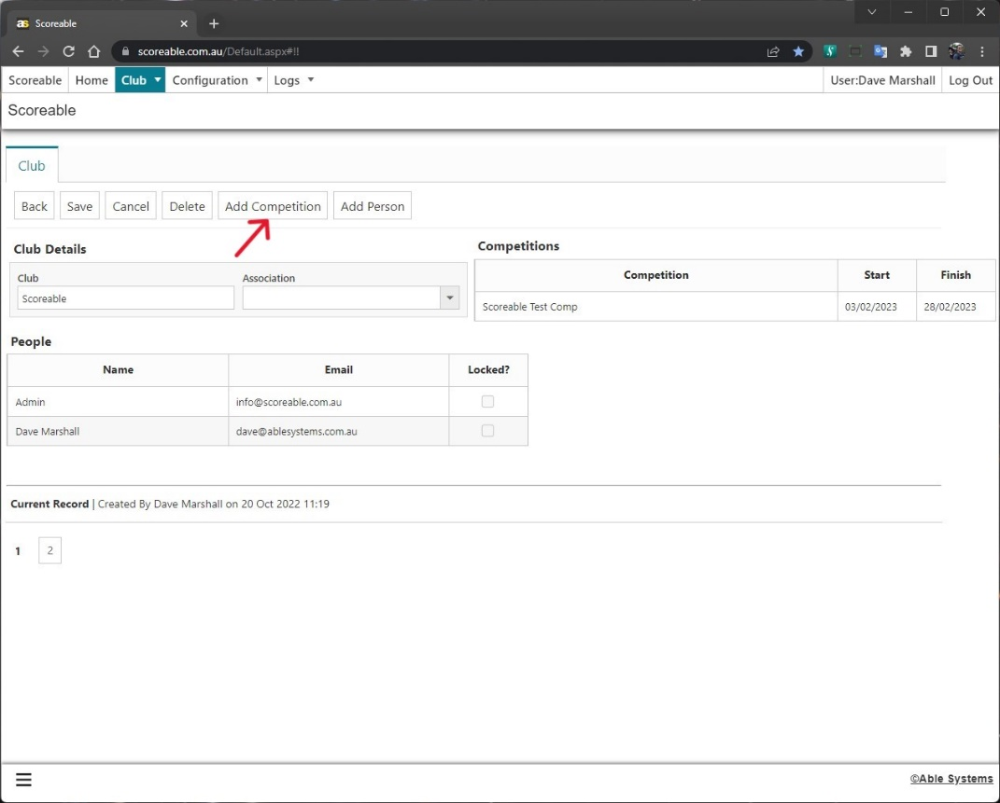 Scoreable
scoreable.com.au/Default.aspx#!!
Scoreable Home Club Configuration Logs User:Dave Marshall Log Out
Scoreable
Club
Back Save Cancel Delete Add Competition Add Person
Club Details
Club Association
Scoreable
Competitions
Competition Start Finish
Scoreable Test Comp 03/02/2023 28/02/2023
People
Name Email Locked?
Admin info@scoreable.com.au
Dave Marshall dave@ablesystems.com.au
Current Record | Created By Dave Marshall on 20 Oct 2022 11:19
1 2
©Able Systems